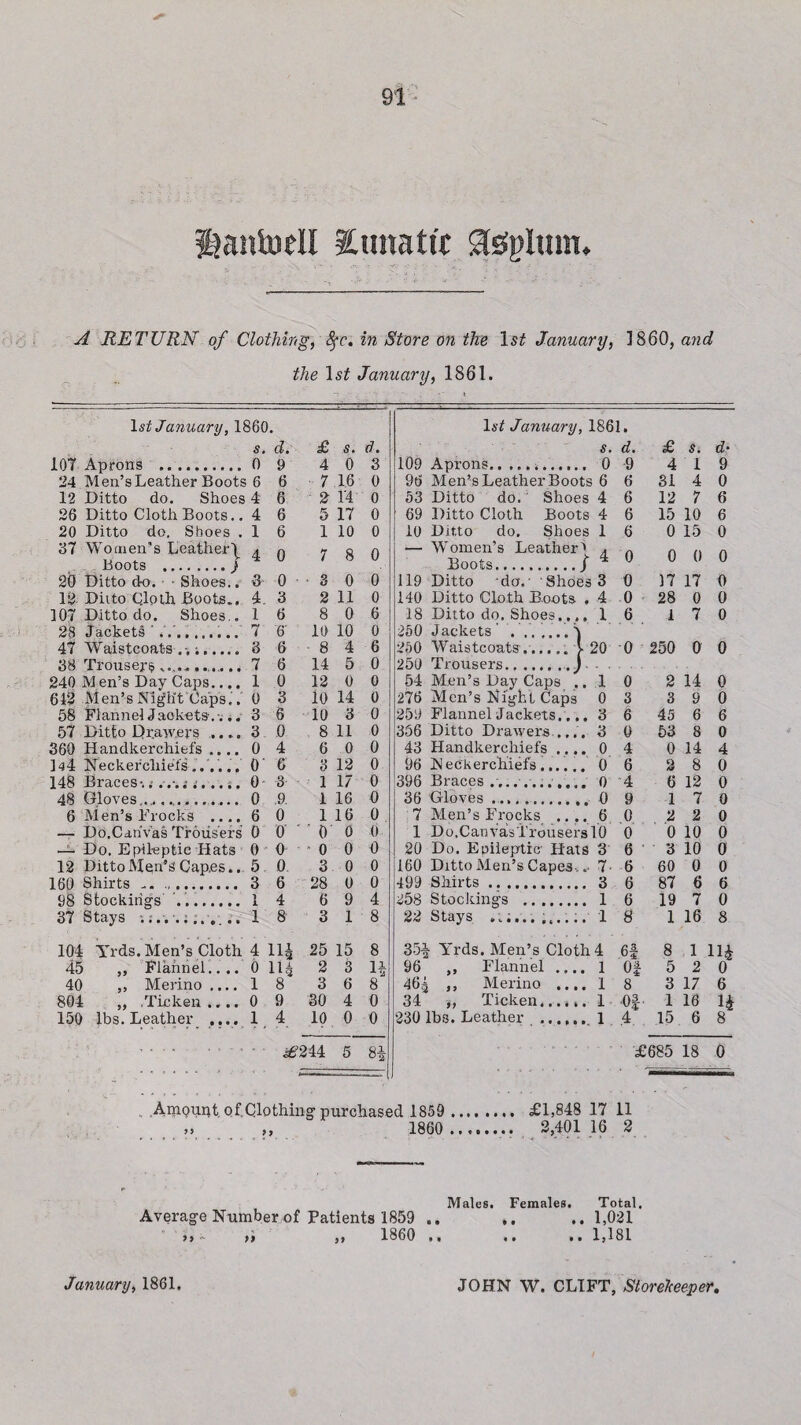 91
Hanwell Lunatic Asylum.
A RETURN of Clothing, &c. in Store on the 1st January, 1860, and
the 1st January, 1861.
1st January, 1860.
s. d. £ s. d.
107 Aprons ........... 0 9 4 0 3
24 Men's Leather Boots 6 6 7 16 0
12 Ditto do. Shoes 4 6 2 14 0
26 Ditto Cloth Boots.. 4 6 5 17 0
20 Ditto do. Shoes . 1 6 1 10 0
37 Women's Leather } 4 0 7 8 0
Boots ........ }
20 Ditto do. Shoes.. 3 0 3 0 0
12 Ditto Cloth Boots.. 4 3 2 11 0
107 Ditto do. Shoes.. 1 6 8 0 6
28 Jackets .......... 7 6 10 10 0
47 Waistcoats ........ 3 6 8 4 6
38 Trousers .......... 7 6 14 5 0
240 Men's Day Caps.... 1 0 12 0 0
612 Men's Night Caps.. 0 3 10 14 0
58 Flannel Jackets..... 3 6 10 3 0
57 Ditto Drawers .... 3 0 8 11 0
360 Handkerchiefs .... 0 4 6 0 0
144 Neckerchiefs...... 0 6 3 12 0
148 Braces............ 0 3 1 17 0
48 Gloves............ 0 9 1 16 0
6 Men's Frocks .... 6 0 1 16 0
— Do. Canvas Trousers 0 0 0 0 0
— Do. Epileptic Hats 0 0 0 0 0
12 Ditto Men's Capes.. 5 0 3 0 0
160 Shirts ............ 3 6 28 0 0
98 Stockings ........ 1 4 6 9 4
37 Stays ............ 1 8 3 1 8
104 Yrds. Men's Cloth 4 11½ 25 15 8
45 „ Flannel.... 0 11½ 2 3 1½
40 „ Merino .... 1 8 3 6 8
804 „ Ticken .... 0 9 30 4 0
150 lbs. Leather .... 1 4 10 0 0
£244 5 8½
1st January, 1861.
s. d. £ s. d.
109 Aprons............ 0 9 4 1 9
96 Men's Leather Boots 6 6 31 4 0
53 Ditto do. Shoes 4 6 12 7 6
69 Ditto Cloth Boots 4 6 15 10 6
10 Ditto do. Shoes 1 6 0 15 0
— Women's Leather } 4 0 0 0 0
Boots.......... }
119 Ditto do. Shoes 3 0 17 17 0
140 Ditto Cloth Boots . 4 0 28 0 0
18 Ditto do. Shoes.... 1 6 1 7 0
250 Jackets ........ }
250 Waistcoats...... } 20 0 250 0 0
250 Trousers........ }
54 Men's Day Caps .. 1 0 2 14 0
276 Men's Night Caps 0 3 3 9 0
259 Flannel Jackets.... 3 6 45 6 6
356 Ditto Drawers..... 3 0 53 8 0
43 Handkerchiefs .... 0 4 0 14 4
96 Neckerchiefs...... 0 6 2 8 0
396 Braces ........... 0 4 6 12 0
36 Gloves ............ 0 9 1 7 0
7 Men's Frocks ..... 6 0 2 2 0
1 Do. Canvas Trousers 10 0 0 10 0
20 Do. Epileptic Hats 3 6 3 10 0
160 Ditto Men's Capes.. 7 6 60 0 0
499 Shirts ............ 3 6 87 6 6
258 Stockings ........ 1 6 19 7 0
22 Stays ............ 1 8 1 16 8
35½ Yrds. Men's Cloth 4 6¾ 8 1 11½
96 „ Flannel .... 1 0¾ 5 2 0
46½ „ Merino .... 1 8 3 17 6
34 „ Ticken...... 1 0¾ 1 16 1½
230 lbs. Leather ...... 1 4 15 6 8
£685 18 0
Amount of Clothing purchased 1859 ........ £1,848 17 11
„ „ 1860 ........ 2,401 16 2
Males. Females. Total.
Average Number of Patients 1859 .. .. .. 1,021
„ „ „ 1860 .. .. .. 1,181
January, 1861. JOHN W. CLIFT, Storekeeper.